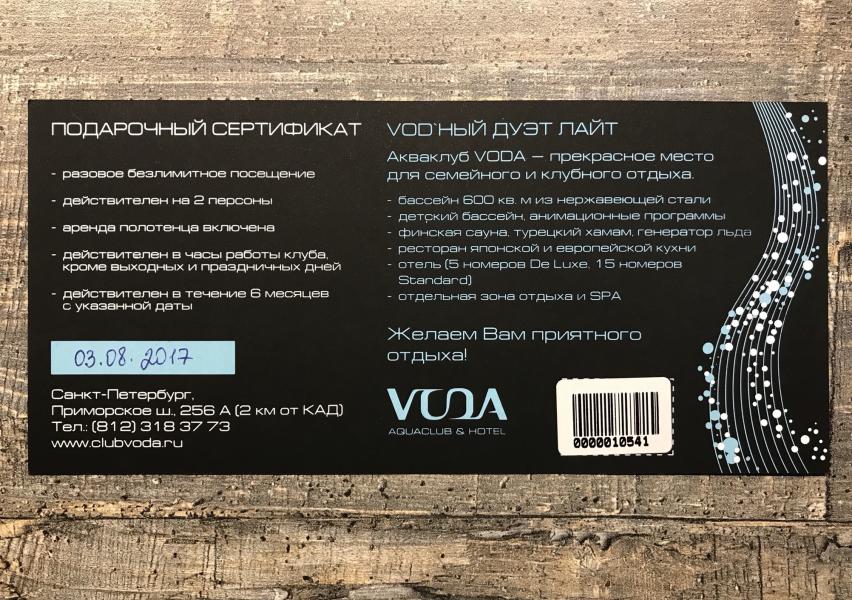 ПОДАРОЧНЫЙ СЕРТИФИКАТ
- разовое безлимитное посещение
- действителен на 2 персоны
- аренда полотенца включена
- действителен в часы работы клуба,
кроме выходных и праздничных дней
- действителен в течение 6 месяцев
с указанной даты
03.08.2017
Санкт-Петербург,
Приморское ш., 256 А (2 км от КАД)
Тел.: (812) 318 37 73
www.clubvoda.ru
VOD`НЫЙ ДУЭТ ЛАЙТ
Акваклуб VODA – прекрасное место
для семейного и клубного отдыха.
- бассейн 600 кв. м из нержавеющей стали
- детский бассейн, анимационные программы
- финская сауна, турецкий хамам, генератор льда
- ресторан японской и европейской кухни
- отель (5 номеров De Luxe, 15 номеров
Standard)
- отдельная зона отдыха и SPA
Желаем Вам приятного
отдыха!
VODA
AQUACLUB & HOTEL
0000010541